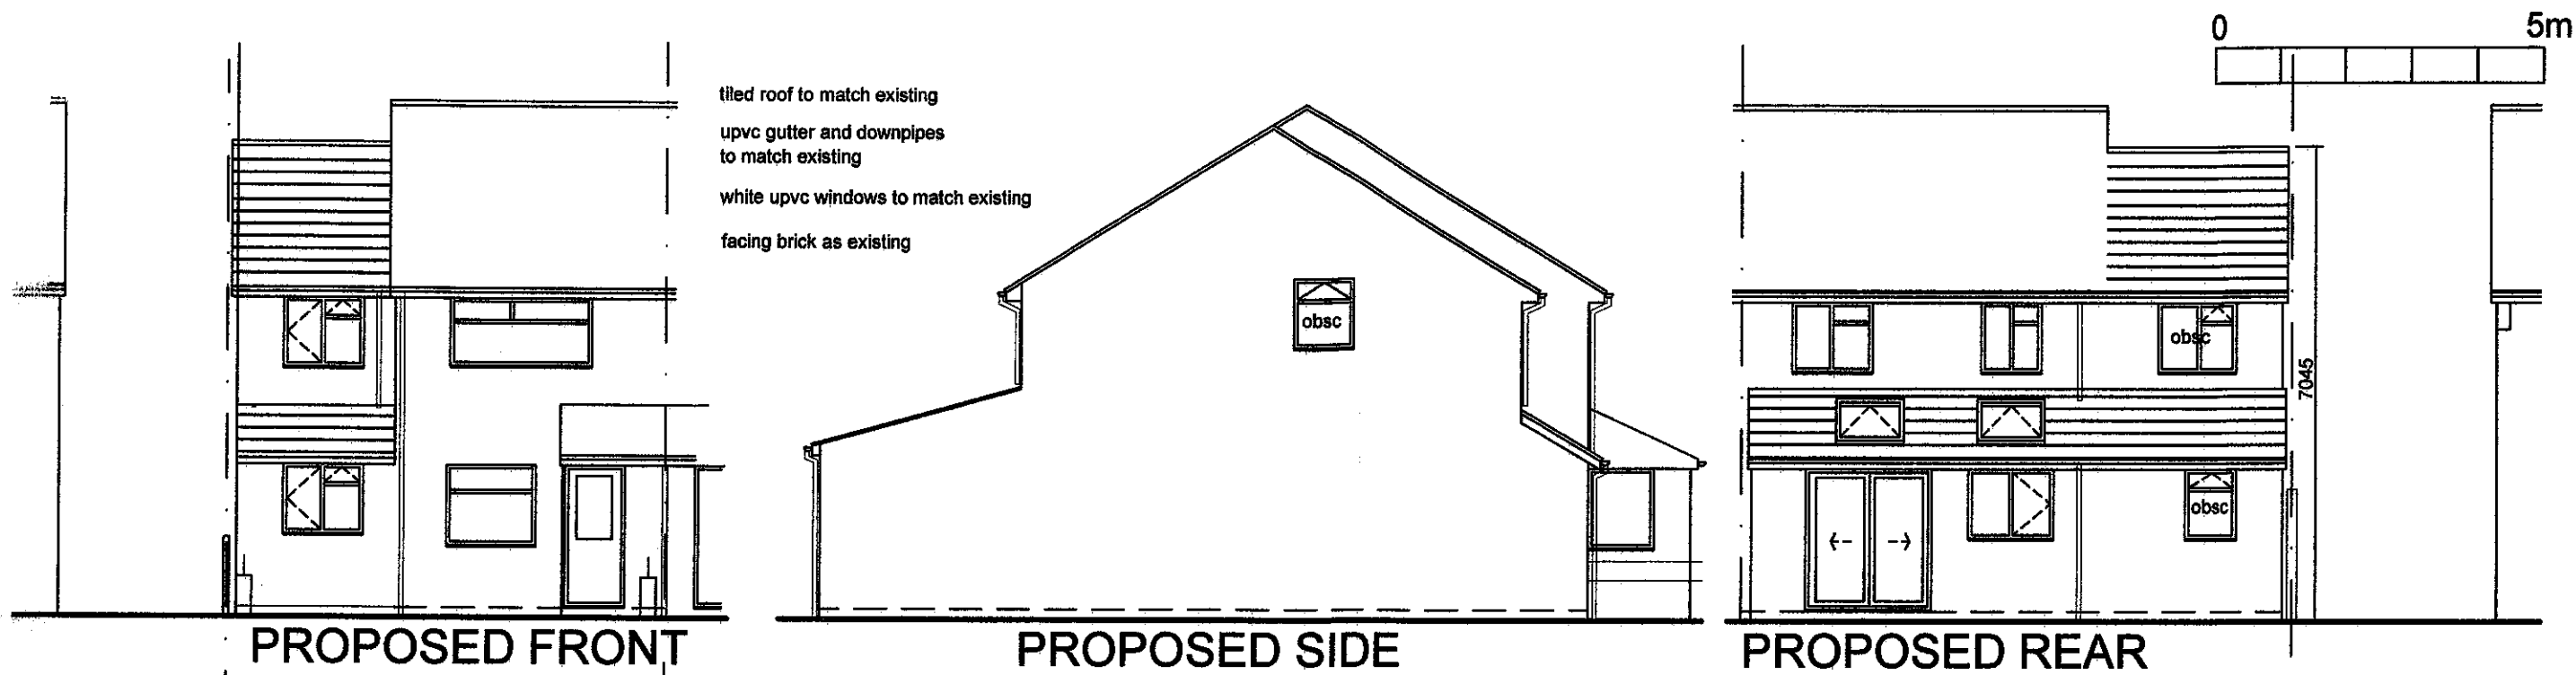 0 5m
tiled roof to match existing
upvc gutter and downpipes
to match existing
white upvc windows to match existing
facing brick as existing
obsc
obsc
7045
obsc
PROPOSED FRONT
PROPOSED SIDE
PROPOSED REAR